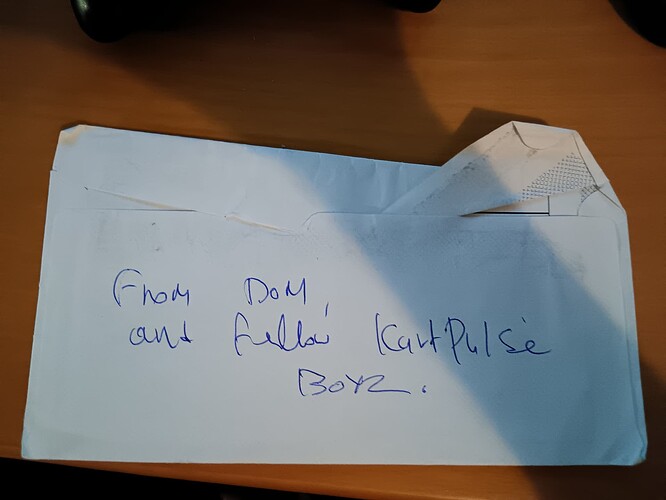 From Dom,
and fellow KartPulse
Boyz.